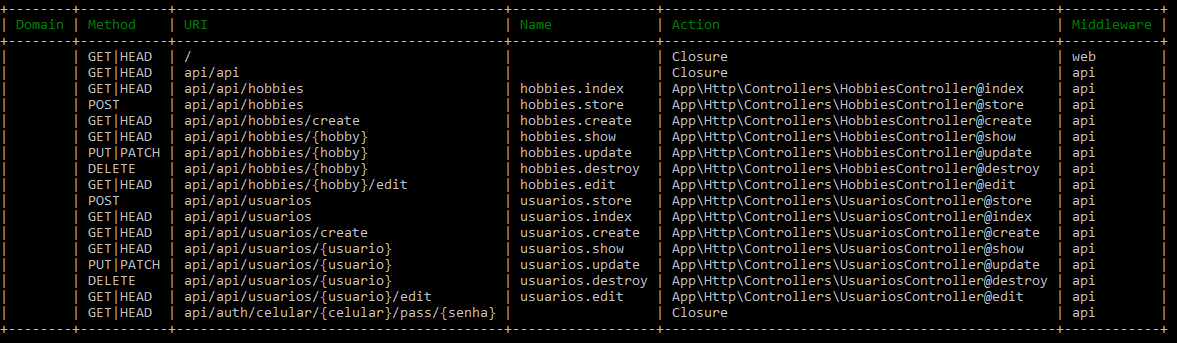 +--------+-----------+----------------------------------------+------------------+------------------------------------------------+------------+
| Domain | Method    | URI                                    | Name             | Action                                         | Middleware |
+--------+-----------+----------------------------------------+------------------+------------------------------------------------+------------+
|        | GET|HEAD  | /                                      |                  | Closure                                        | web        |
|        | GET|HEAD  | api/api                                |                  | Closure                                        | api        |
|        | GET|HEAD  | api/api/hobbies                        | hobbies.index    | App\Http\Controllers\HobbiesController@index   | api        |
|        | POST      | api/api/hobbies                        | hobbies.store    | App\Http\Controllers\HobbiesController@store   | api        |
|        | GET|HEAD  | api/api/hobbies/create                 | hobbies.create   | App\Http\Controllers\HobbiesController@create  | api        |
|        | GET|HEAD  | api/api/hobbies/{hobby}                | hobbies.show     | App\Http\Controllers\HobbiesController@show    | api        |
|        | PUT|PATCH | api/api/hobbies/{hobby}                | hobbies.update   | App\Http\Controllers\HobbiesController@update  | api        |
|        | DELETE    | api/api/hobbies/{hobby}                | hobbies.destroy  | App\Http\Controllers\HobbiesController@destroy | api        |
|        | GET|HEAD  | api/api/hobbies/{hobby}/edit           | hobbies.edit     | App\Http\Controllers\HobbiesController@edit    | api        |
|        | POST      | api/api/usuarios                       | usuarios.store   | App\Http\Controllers\UsuariosController@store  | api        |
|        | GET|HEAD  | api/api/usuarios                       | usuarios.index   | App\Http\Controllers\UsuariosController@index  | api        |
|        | GET|HEAD  | api/api/usuarios/create                | usuarios.create  | App\Http\Controllers\UsuariosController@create | api        |
|        | GET|HEAD  | api/api/usuarios/{usuario}             | usuarios.show    | App\Http\Controllers\UsuariosController@show   | api        |
|        | PUT|PATCH | api/api/usuarios/{usuario}             | usuarios.update  | App\Http\Controllers\UsuariosController@update | api        |
|        | DELETE    | api/api/usuarios/{usuario}             | usuarios.destroy | App\Http\Controllers\UsuariosController@destroy | api        |
|        | GET|HEAD  | api/api/usuarios/{usuario}/edit        | usuarios.edit    | App\Http\Controllers\UsuariosController@edit   | api        |
|        | GET|HEAD  | api/auth/celular/{celular}/pass/{senha} |                  | Closure                                        | api        |
+--------+-----------+----------------------------------------+------------------+------------------------------------------------+------------+